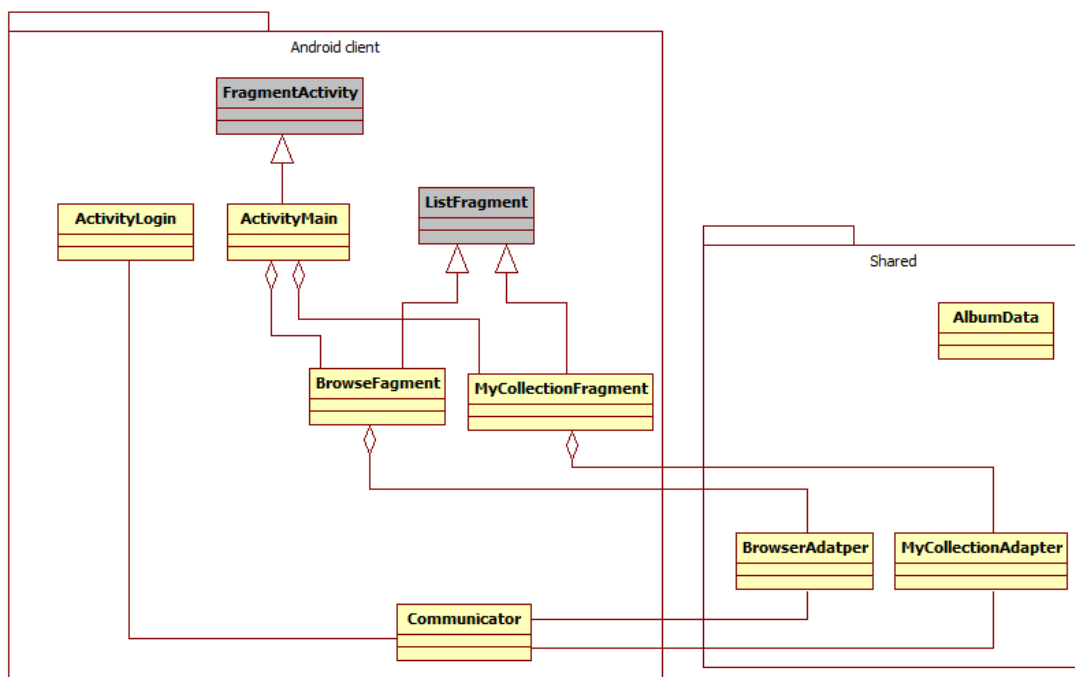 Android client
FragmentActivity
ListFragment
ActivityLogin
ActivityMain
Shared
AlbumData
BrowseFagment
MyCollectionFragment
BrowserAdatper
MyCollectionAdapter
Communicator